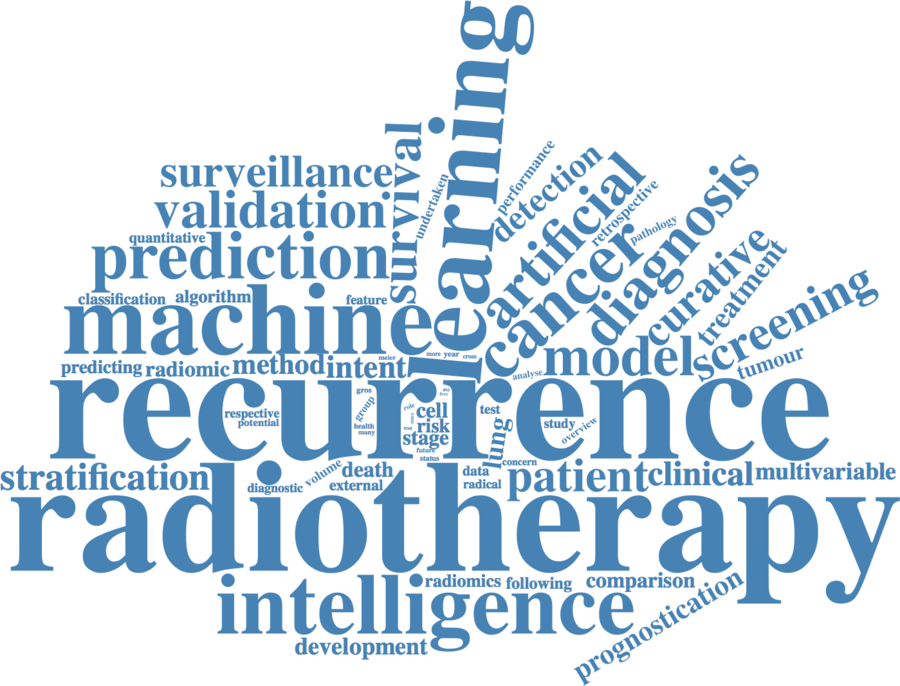 learning
survival
undertaken
performance
detection
artificial
retrospective
pathology
cancer
diagnosis
curative
treatment
screening
tumour
surveillance
validation
quantitative
prediction
classification
algorithm
feature
machine
predicting
radiomic
method
intent
meier
more
year
cross
analyse
model
recurrence
gros
group
role
health
many
respective
potential
cell
risk
stage
future
status
test
lung
study
overview
concern
stratification
diagnostic
volume
death
external
data
radical
patient
clinical
multivariable
radiotherapy
intelligence
radiomics
following
comparison
prognostication
development